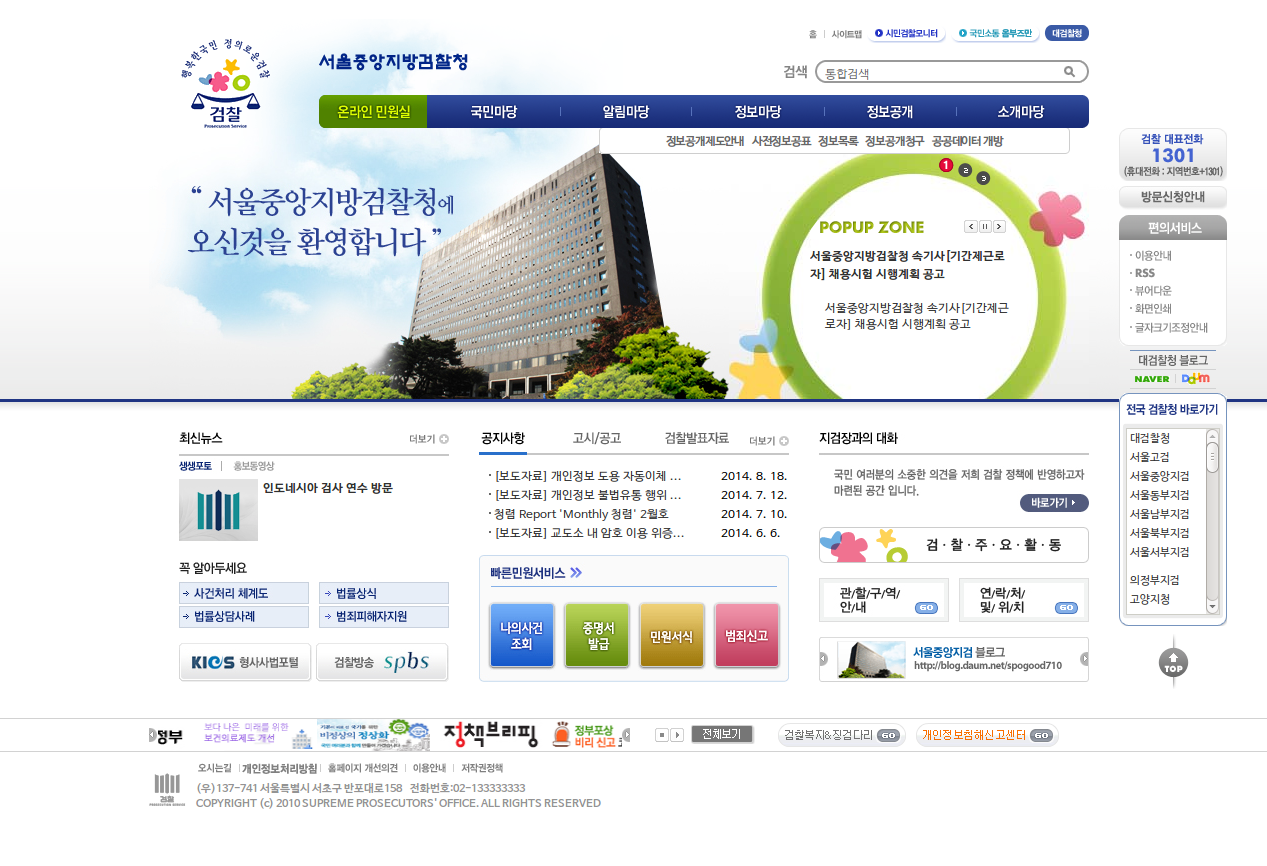 홈 사이트맵 시민검찰모니터 국민소통 옴부즈만 대검찰청
행복한국민 정의로운검찰
검찰
Prosecution Service
서울중앙지방검찰청
검색 통합검색
온라인 민원실 국민마당 알림마당 정보마당 정보공개 소개마당
정보공개제도안내 사전정보공표 정보목록 정보공개청구 공공데이터 개방
“ 서울중앙지방검찰청에
오신것을 환영합니다 ”
1 2 3
POPUP ZONE
서울중앙지방검찰청 속기사[기간제근로
자] 채용시험 시행계획 공고
서울중앙지방검찰청 속기사[기간제근
로자] 채용시험 시행계획 공고
검찰 대표전화
1301
(휴대전화 : 지역번호+1301)
방문신청안내
편의서비스
· 이용안내
· RSS
· 뷰어다운
· 화면인쇄
· 글자크기조정안내
대검찰청 블로그
NAVER Daum
전국 검찰청 바로가기
대검찰청
서울고검
서울중앙지검
서울동부지검
서울남부지검
서울북부지검
서울서부지검
의정부지검
고양지청
TOP
최신뉴스 더보기
생생포토 홍보동영상
인도네시아 검사 연수 방문
꼭 알아두세요
사건처리 체계도 법률상식
법률상담사례 범죄피해자지원
KICS 형사사법포털 검찰방송 spbs
공지사항 고시/공고 검찰발표자료 더보기
· [보도자료] 개인정보 도용 자동이체 ... 2014. 8. 18.
· [보도자료] 개인정보 불법유통 행위 ... 2014. 7. 12.
· 청렴 Report 'Monthly 청렴' 2월호 2014. 7. 10.
· [보도자료] 교도소 내 암호 이용 위증... 2014. 6. 6.
빠른민원서비스
나의사건
조회
증명서
발급
민원서식
범죄신고
지검장과의 대화
국민 여러분의 소중한 의견을 저희 검찰 정책에 반영하고자
마련된 공간 입니다.
바로가기
검 · 찰 · 주 · 요 · 활 · 동
관/할/구/역/
안/내 GO
연/락/처/
및/ 위/치 GO
서울중앙지검 블로그
http://blog.daum.net/spogood710
정부
보다 나은 미래를 위한
보건의료제도 개선
비정상의 정상화
정책브리핑
정부포상
비리 신고
전체보기
검찰복지&징검다리 GO
개인정보침해신고센터 GO
오시는길 개인정보처리방침 홈페이지 개선의견 이용안내 저작권정책
검찰
PROSECUTION SERVICE
(우)137-741 서울특별시 서초구 반포대로158 전화번호:02-133333333
COPYRIGHT (c) 2010 SUPREME PROSECUTORS' OFFICE. ALL RIGHTS RESERVED